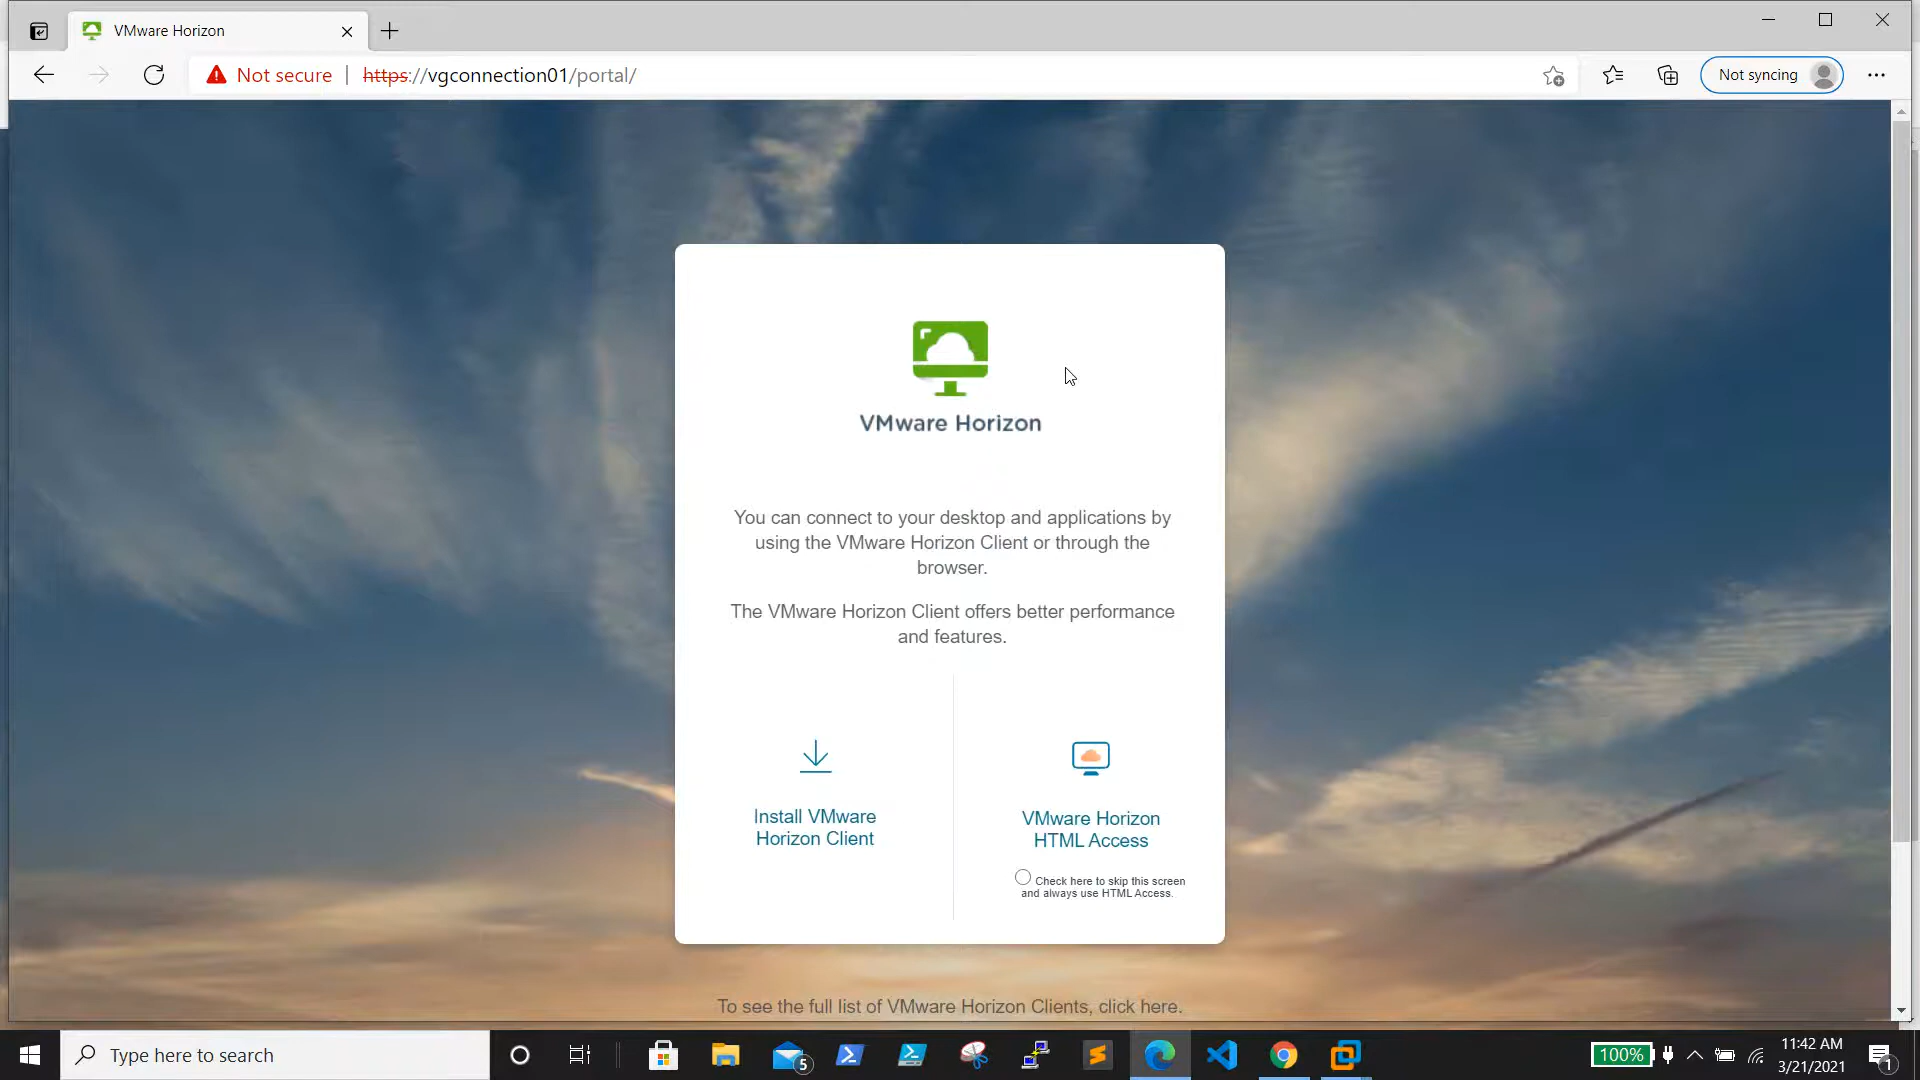 VMware Horizon
Not secure
https://vgconnection01/portal/
Not syncing
VMware Horizon
You can connect to your desktop and applications by
using the VMware Horizon Client or through the
browser.
The VMware Horizon Client offers better performance
and features.
Install VMware
Horizon Client
VMware Horizon
HTML Access
Check here to skip this screen
and always use HTML Access.
To see the full list of VMware Horizon Clients, click here.
Type here to search
5
100%
11:42 AM
3/21/2021
1